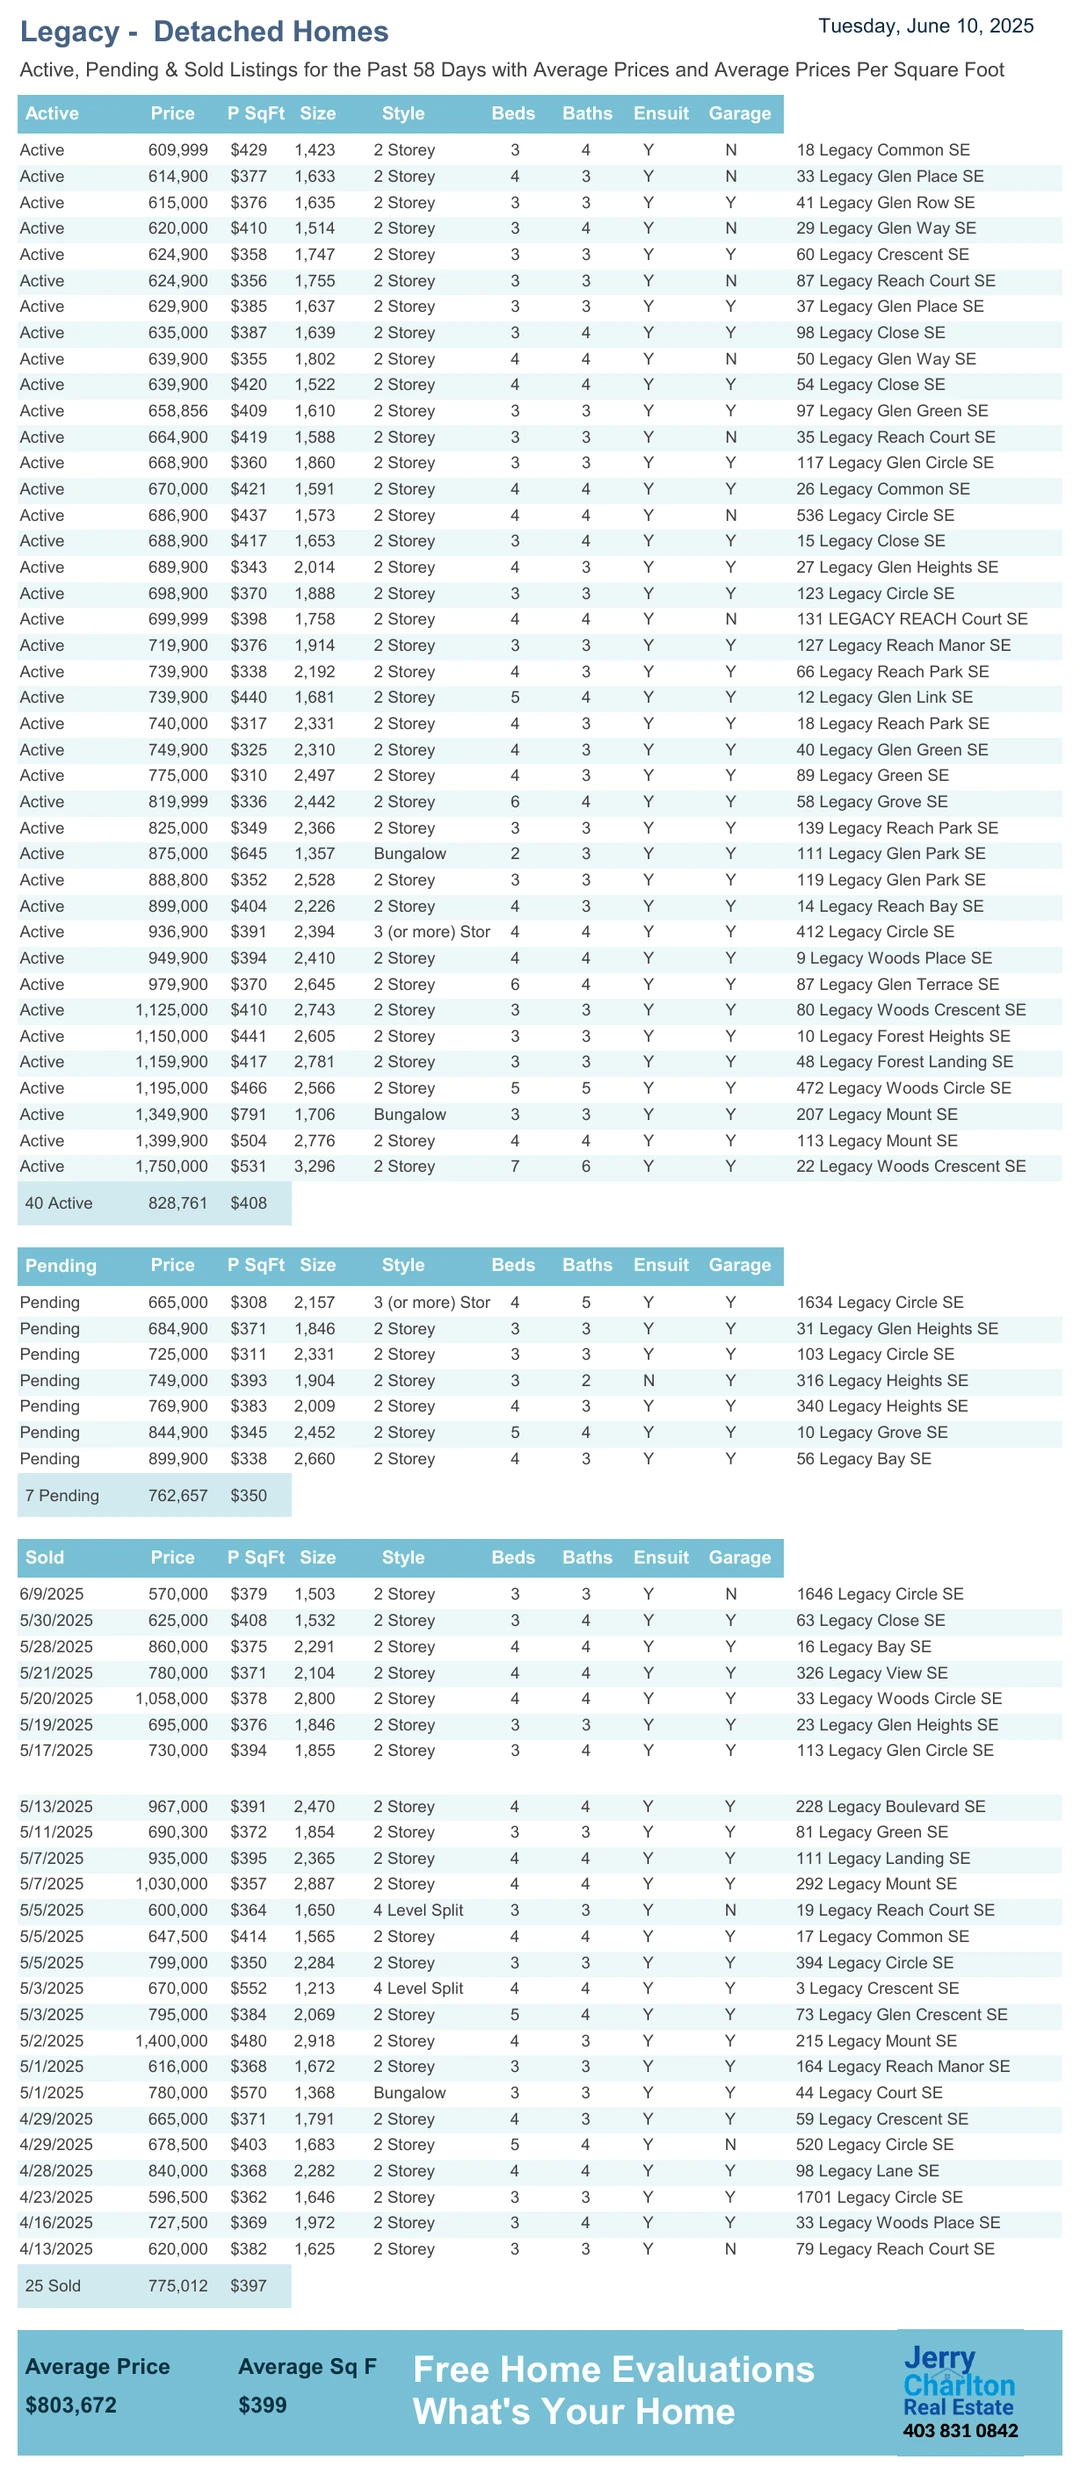 Legacy -  Detached Homes
Tuesday, June 10, 2025
Active, Pending & Sold Listings for the Past 58 Days with Average Prices and Average Prices Per Square Foot
Active Price P SqFt Size Style Beds Baths Ensuit Garage
Active 609,999 $429 1,423 2 Storey 3 4 Y N 18 Legacy Common SE
Active 614,900 $377 1,633 2 Storey 4 3 Y N 33 Legacy Glen Place SE
Active 615,000 $376 1,635 2 Storey 3 3 Y Y 41 Legacy Glen Row SE
Active 620,000 $410 1,514 2 Storey 3 4 Y N 29 Legacy Glen Way SE
Active 624,900 $358 1,747 2 Storey 3 3 Y Y 60 Legacy Crescent SE
Active 624,900 $356 1,755 2 Storey 3 3 Y N 87 Legacy Reach Court SE
Active 629,900 $385 1,637 2 Storey 3 3 Y Y 37 Legacy Glen Place SE
Active 635,000 $387 1,639 2 Storey 3 4 Y Y 98 Legacy Close SE
Active 639,900 $355 1,802 2 Storey 4 4 Y N 50 Legacy Glen Way SE
Active 639,900 $420 1,522 2 Storey 4 4 Y Y 54 Legacy Close SE
Active 658,856 $409 1,610 2 Storey 3 3 Y Y 97 Legacy Glen Green SE
Active 664,900 $419 1,588 2 Storey 3 3 Y N 35 Legacy Reach Court SE
Active 668,900 $360 1,860 2 Storey 3 3 Y Y 117 Legacy Glen Circle SE
Active 670,000 $421 1,591 2 Storey 4 4 Y Y 26 Legacy Common SE
Active 686,900 $437 1,573 2 Storey 4 4 Y N 536 Legacy Circle SE
Active 688,900 $417 1,653 2 Storey 3 4 Y Y 15 Legacy Close SE
Active 689,900 $343 2,014 2 Storey 4 3 Y Y 27 Legacy Glen Heights SE
Active 698,900 $370 1,888 2 Storey 3 3 Y Y 123 Legacy Circle SE
Active 699,999 $398 1,758 2 Storey 4 4 Y N 131 LEGACY REACH Court SE
Active 719,900 $376 1,914 2 Storey 3 3 Y Y 127 Legacy Reach Manor SE
Active 739,900 $338 2,192 2 Storey 4 3 Y Y 66 Legacy Reach Park SE
Active 739,900 $440 1,681 2 Storey 5 4 Y Y 12 Legacy Glen Link SE
Active 740,000 $317 2,331 2 Storey 4 3 Y Y 18 Legacy Reach Park SE
Active 749,900 $325 2,310 2 Storey 4 3 Y Y 40 Legacy Glen Green SE
Active 775,000 $310 2,497 2 Storey 4 3 Y Y 89 Legacy Green SE
Active 819,999 $336 2,442 2 Storey 6 4 Y Y 58 Legacy Grove SE
Active 825,000 $349 2,366 2 Storey 3 3 Y Y 139 Legacy Reach Park SE
Active 875,000 $645 1,357 Bungalow 2 3 Y Y 111 Legacy Glen Park SE
Active 888,800 $352 2,528 2 Storey 3 3 Y Y 119 Legacy Glen Park SE
Active 899,000 $404 2,226 2 Storey 4 3 Y Y 14 Legacy Reach Bay SE
Active 936,900 $391 2,394 3 (or more) Stor 4 4 Y Y 412 Legacy Circle SE
Active 949,900 $394 2,410 2 Storey 4 4 Y Y 9 Legacy Woods Place SE
Active 979,900 $370 2,645 2 Storey 6 4 Y Y 87 Legacy Glen Terrace SE
Active 1,125,000 $410 2,743 2 Storey 3 3 Y Y 80 Legacy Woods Crescent SE
Active 1,150,000 $441 2,605 2 Storey 3 3 Y Y 10 Legacy Forest Heights SE
Active 1,159,900 $417 2,781 2 Storey 3 3 Y Y 48 Legacy Forest Landing SE
Active 1,195,000 $466 2,566 2 Storey 5 5 Y Y 472 Legacy Woods Circle SE
Active 1,349,900 $791 1,706 Bungalow 3 3 Y Y 207 Legacy Mount SE
Active 1,399,900 $504 2,776 2 Storey 4 4 Y Y 113 Legacy Mount SE
Active 1,750,000 $531 3,296 2 Storey 7 6 Y Y 22 Legacy Woods Crescent SE
40 Active 828,761 $408
Pending Price P SqFt Size Style Beds Baths Ensuit Garage
Pending 665,000 $308 2,157 3 (or more) Stor 4 5 Y Y 1634 Legacy Circle SE
Pending 684,900 $371 1,846 2 Storey 3 3 Y Y 31 Legacy Glen Heights SE
Pending 725,000 $311 2,331 2 Storey 3 3 Y Y 103 Legacy Circle SE
Pending 749,000 $393 1,904 2 Storey 3 2 N Y 316 Legacy Heights SE
Pending 769,900 $383 2,009 2 Storey 4 3 Y Y 340 Legacy Heights SE
Pending 844,900 $345 2,452 2 Storey 5 4 Y Y 10 Legacy Grove SE
Pending 899,900 $338 2,660 2 Storey 4 3 Y Y 56 Legacy Bay SE
7 Pending 762,657 $350
Sold Price P SqFt Size Style Beds Baths Ensuit Garage
6/9/2025 570,000 $379 1,503 2 Storey 3 3 Y N 1646 Legacy Circle SE
5/30/2025 625,000 $408 1,532 2 Storey 3 4 Y Y 63 Legacy Close SE
5/28/2025 860,000 $375 2,291 2 Storey 4 4 Y Y 16 Legacy Bay SE
5/21/2025 780,000 $371 2,104 2 Storey 4 4 Y Y 326 Legacy View SE
5/20/2025 1,058,000 $378 2,800 2 Storey 4 4 Y Y 33 Legacy Woods Circle SE
5/19/2025 695,000 $376 1,846 2 Storey 3 3 Y Y 23 Legacy Glen Heights SE
5/17/2025 730,000 $394 1,855 2 Storey 3 4 Y Y 113 Legacy Glen Circle SE
5/13/2025 967,000 $391 2,470 2 Storey 4 4 Y Y 228 Legacy Boulevard SE
5/11/2025 690,300 $372 1,854 2 Storey 3 3 Y Y 81 Legacy Green SE
5/7/2025 935,000 $395 2,365 2 Storey 4 4 Y Y 111 Legacy Landing SE
5/7/2025 1,030,000 $357 2,887 2 Storey 4 4 Y Y 292 Legacy Mount SE
5/5/2025 600,000 $364 1,650 4 Level Split 3 3 Y N 19 Legacy Reach Court SE
5/5/2025 647,500 $414 1,565 2 Storey 4 4 Y Y 17 Legacy Common SE
5/5/2025 799,000 $350 2,284 2 Storey 3 3 Y Y 394 Legacy Circle SE
5/3/2025 670,000 $552 1,213 4 Level Split 4 4 Y Y 3 Legacy Crescent SE
5/3/2025 795,000 $384 2,069 2 Storey 5 4 Y Y 73 Legacy Glen Crescent SE
5/2/2025 1,400,000 $480 2,918 2 Storey 4 3 Y Y 215 Legacy Mount SE
5/1/2025 616,000 $368 1,672 2 Storey 3 3 Y Y 164 Legacy Reach Manor SE
5/1/2025 780,000 $570 1,368 Bungalow 3 3 Y Y 44 Legacy Court SE
4/29/2025 665,000 $371 1,791 2 Storey 4 3 Y Y 59 Legacy Crescent SE
4/29/2025 678,500 $403 1,683 2 Storey 5 4 Y N 520 Legacy Circle SE
4/28/2025 840,000 $368 2,282 2 Storey 4 4 Y Y 98 Legacy Lane SE
4/23/2025 596,500 $362 1,646 2 Storey 3 3 Y Y 1701 Legacy Circle SE
4/16/2025 727,500 $369 1,972 2 Storey 3 4 Y Y 33 Legacy Woods Place SE
4/13/2025 620,000 $382 1,625 2 Storey 3 3 Y N 79 Legacy Reach Court SE
25 Sold 775,012 $397
Average Price Average Sq F
$803,672 $399
Free Home Evaluations
What's Your Home
Jerry
Charlton
Real Estate
403 831 0842